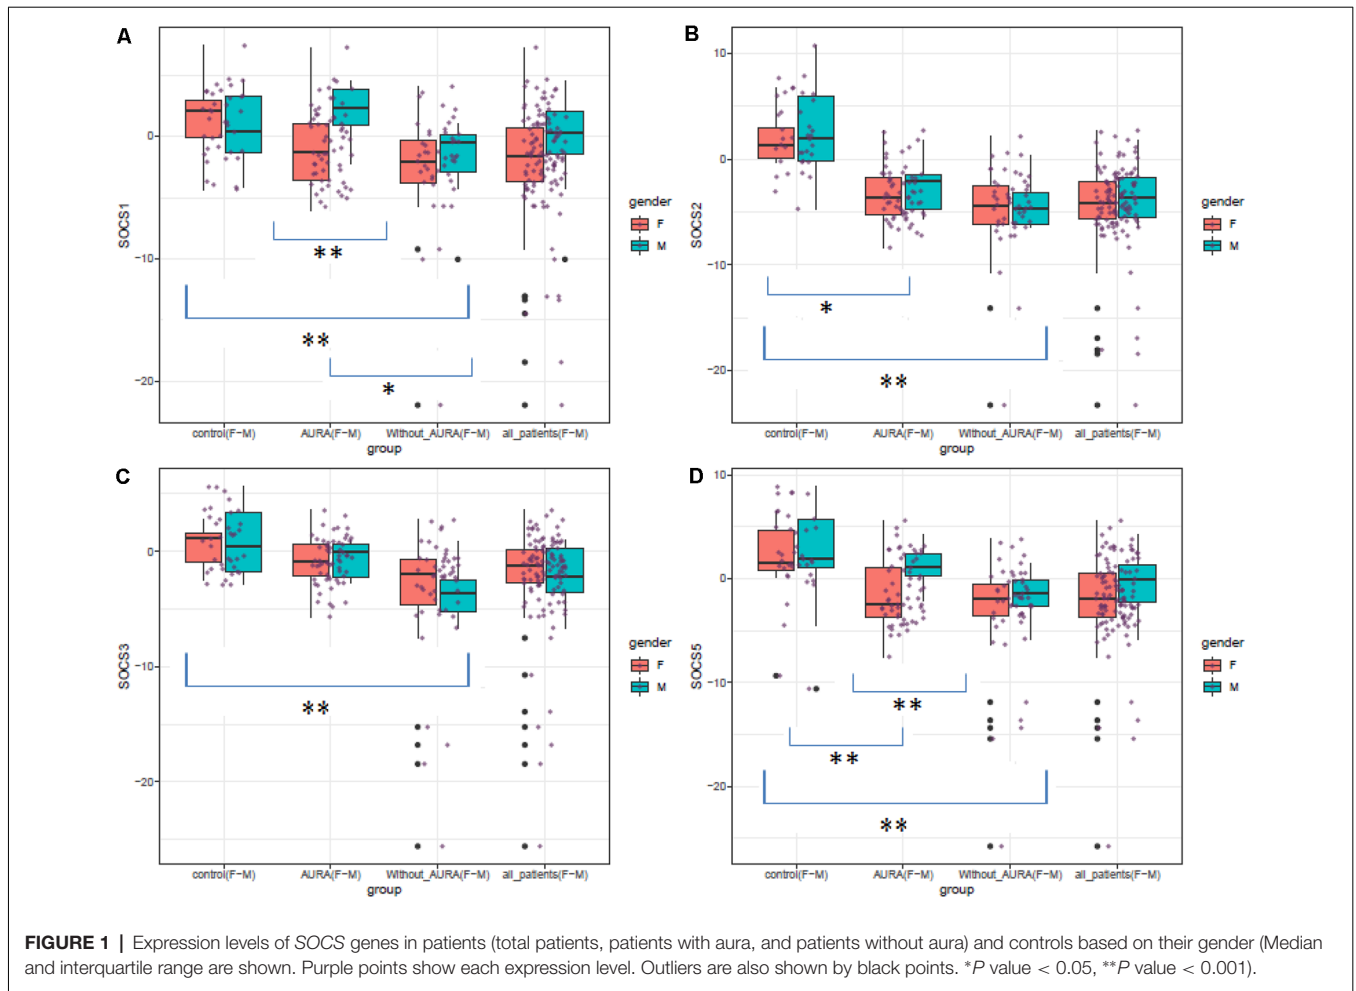 A
0
−10
−20
SOCS1
**
**
*
control(F−M) AURA(F−M) Without_AURA(F−M) all_patients(F−M)
group
gender
F
M
B
10
0
−10
−20
SOCS2
*
**
control(F−M) AURA(F−M) Without_AURA(F−M) all_patients(F−M)
group
gender
F
M
C
0
−10
−20
SOCS3
**
control(F−M) AURA(F−M) Without_AURA(F−M) all_patients(F−M)
group
gender
F
M
D
10
0
−10
−20
SOCS5
**
**
**
control(F−M) AURA(F−M) Without_AURA(F−M) all_patients(F−M)
group
gender
F
M
FIGURE 1 | Expression levels of SOCS genes in patients (total patients, patients with aura, and patients without aura) and controls based on their gender (Median
and interquartile range are shown. Purple points show each expression level. Outliers are also shown by black points. *P value < 0.05, **P value < 0.001).